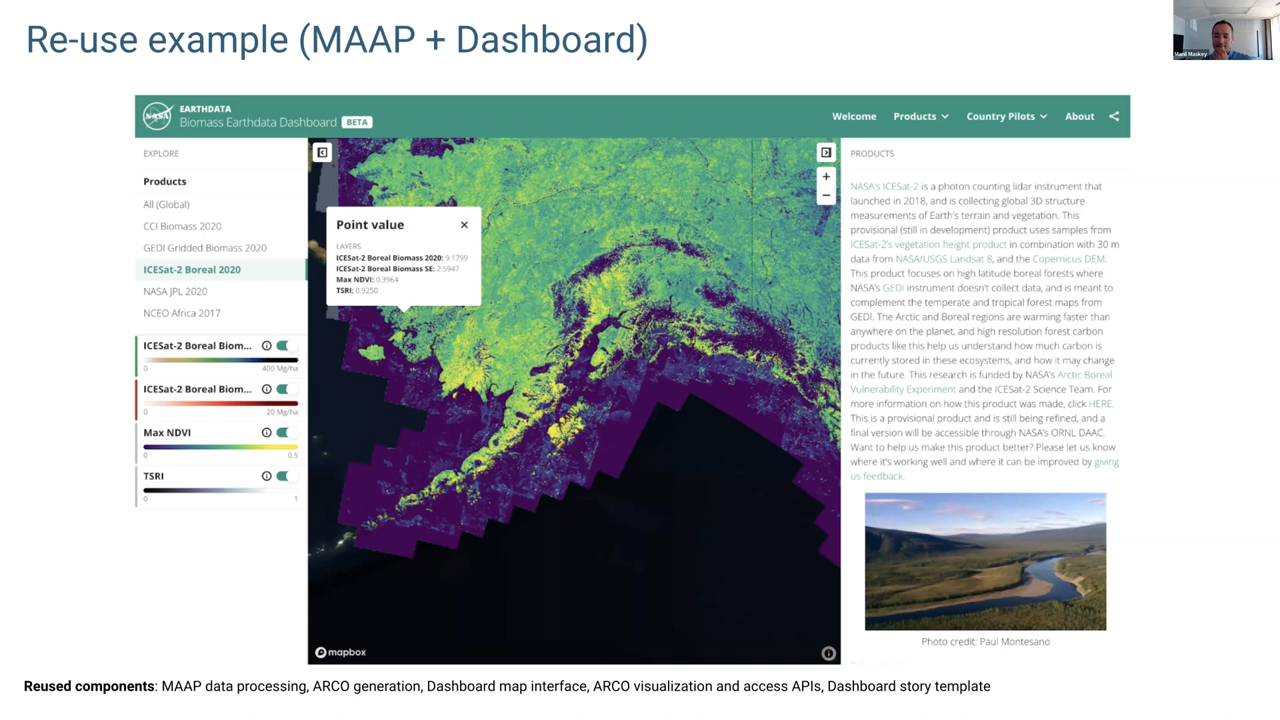 Re-use example (MAAP + Dashboard)
Manil Maskey
NASA
EARTHDATA
Biomass Earthdata Dashboard BETA
Welcome Products Country Pilots About
EXPLORE
Products
All (Global)
CCI Biomass 2020
GEDI Gridded Biomass 2020
ICESat-2 Boreal 2020
NASA JPL 2020
NCEO Africa 2017
ICESat-2 Boreal Biom...
0 400 Mg/ha
ICESat-2 Boreal Biom...
0 20 Mg/ha
Max NDVI
0 0.5
TSRI
0 1
Point value
LAYERS
ICESat-2 Boreal Biomass 2020: 9.1799
ICESat-2 Boreal Biomass SE: 2.5947
Max NDVI: 0.3964
TSRI: 0.9250
mapbox
PRODUCTS
NASA's ICESat-2 is a photon counting lidar instrument that
launched in 2018, and is collecting global 3D structure
measurements of Earth's terrain and vegetation. This
provisional (still in development) product uses samples from
ICESat-2's vegetation height product in combination with 30 m
data from NASA/USGS Landsat 8, and the Copernicus DEM.
This product focuses on high latitude boreal forests where
NASA's GEDI instrument doesn't collect data, and is meant to
complement the temperate and tropical forest maps from
GEDI. The Arctic and Boreal regions are warming faster than
anywhere on the planet, and high resolution forest carbon
products like this help us understand how much carbon is
currently stored in these ecosystems, and how it may change
in the future. This research is funded by NASA's Arctic Boreal
Vulnerability Experiment and the ICESat-2 Science Team. For
more information on how this product was made, click HERE.
This is a provisional product and is still being refined, and a
final version will be accessible through NASA's ORNL DAAC.
Want to help us make this product better? Please let us know
where it's working well and where it can be improved by giving
us feedback.
Photo credit: Paul Montesano
Reused components: MAAP data processing, ARCO generation, Dashboard map interface, ARCO visualization and access APIs, Dashboard story template